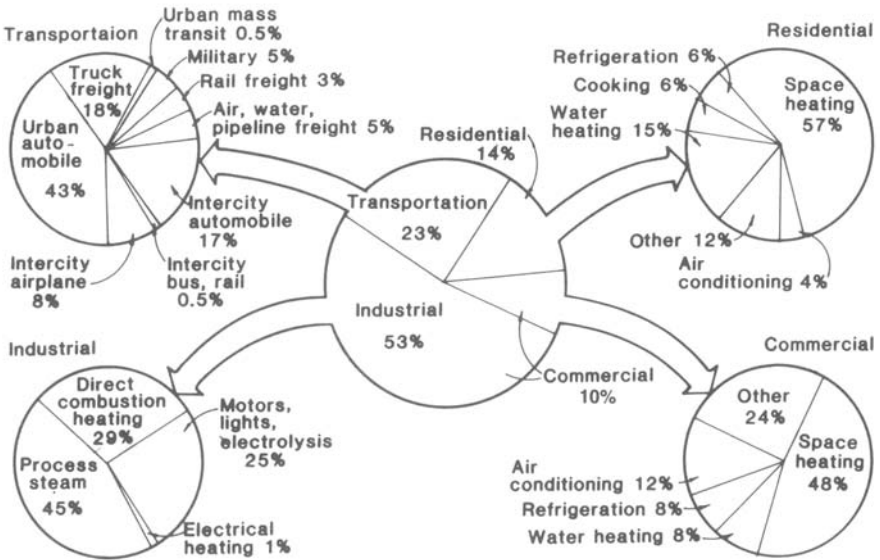 Transportaion
Urban mass
transit 0.5%
Military 5%
Rail freight 3%
Air, water,
pipeline freight 5%
Truck
freight
18%
Urban
auto-
mobile
43%
Intercity
automobile
17%
Intercity
airplane
8%
Intercity
bus, rail
0.5%
Residential
14%
Transportation
23%
Industrial
53%
Commercial
10%
Residential
Refrigeration 6%
Cooking 6%
Water
heating 15%
Space
heating
57%
Other 12%
Air
conditioning 4%
Industrial
Direct
combustion
heating
29%
Motors,
lights,
electrolysis
25%
Process
steam
45%
Electrical
heating 1%
Commercial
Other
24%
Space
heating
48%
Air
conditioning 12%
Refrigeration 8%
Water heating 8%